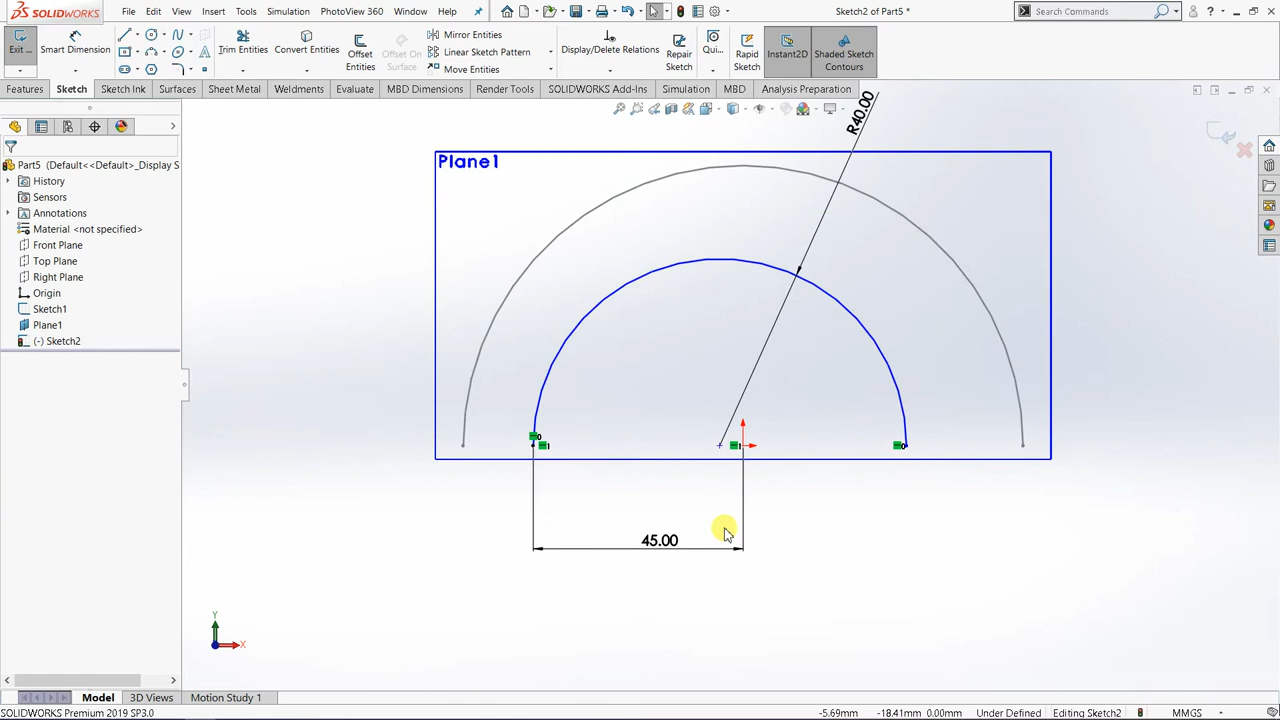 SOLIDWORKS File Edit View Insert Tools Simulation PhotoView 360 Window Help Sketch2 of Part5 * Search Commands
Exit ... Smart Dimension Trim Entities Convert Entities Offset Entities Offset On Surface Mirror Entities Linear Sketch Pattern Move Entities Display/Delete Relations Repair Sketch Qui... Rapid Sketch Instant2D Shaded Sketch Contours
Features Sketch Sketch Ink Surfaces Sheet Metal Weldments Evaluate MBD Dimensions Render Tools SOLIDWORKS Add-Ins Simulation MBD Analysis Preparation
R40.00
Plane1
Part5 (Default<<Default>_Display S
History
Sensors
Annotations
Material <not specified>
Front Plane
Top Plane
Right Plane
Origin
Sketch1
Plane1
(-) Sketch2
0
1
1
0
45.00
Y
X
Model 3D Views Motion Study 1
SOLIDWORKS Premium 2019 SP3.0 -5.69mm -18.41mm 0.00mm Under Defined Editing Sketch2 MMGS